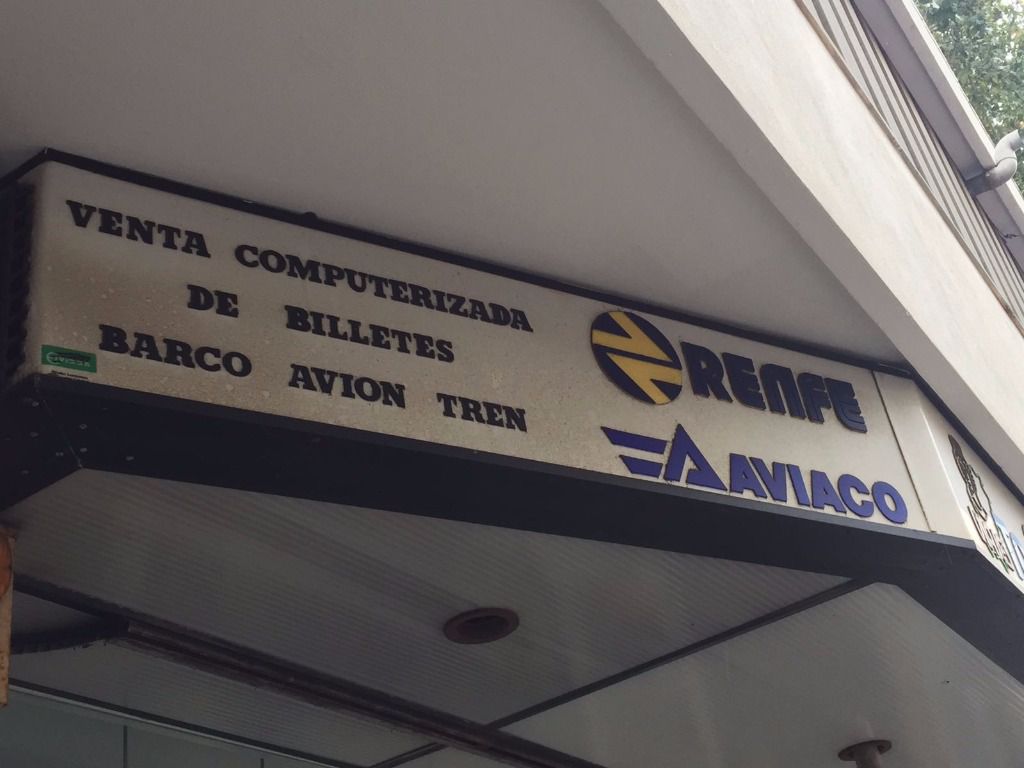 VENTA COMPUTERIZADA
DE BILLETES
BARCO AVION TREN
RENFE
AVIACO